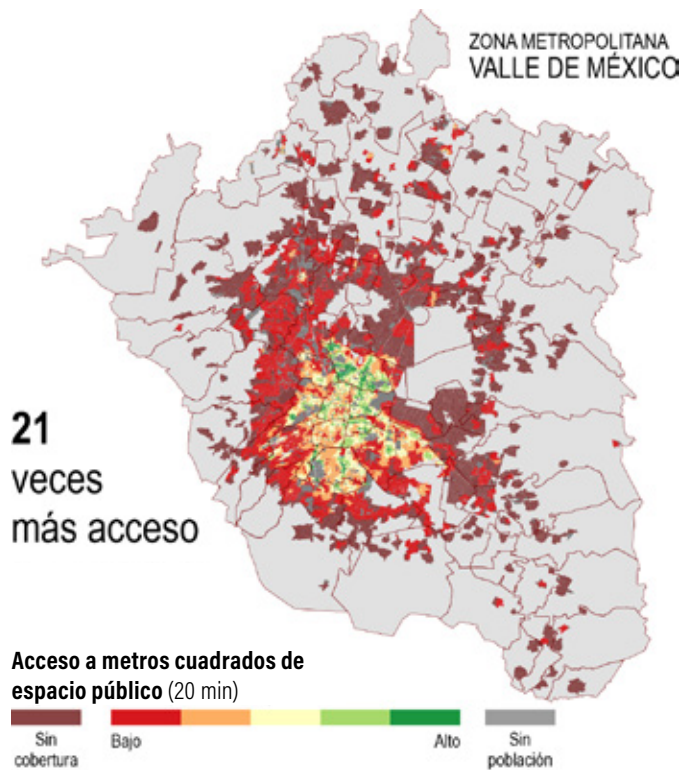 ZONA METROPOLITANA
VALLE DE MÉXICO
21
veces
más acceso
Acceso a metros cuadrados de
espacio público (20 min)
Sin
cobertura
Bajo
Alto
Sin
población